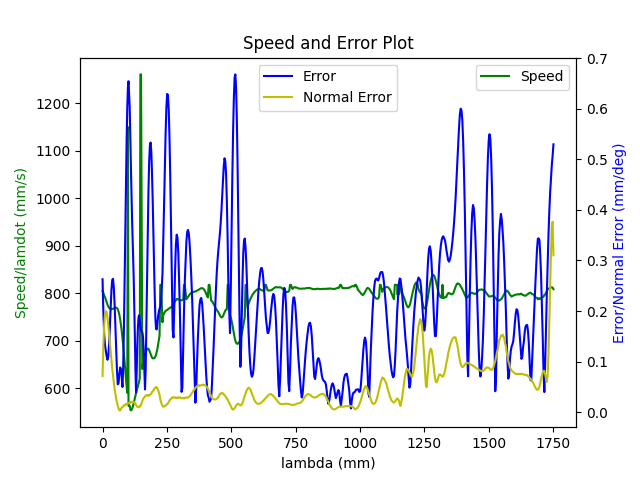 Speed and Error Plot
Error
Normal Error
Speed
Speed/lamdot (mm/s)
1200
1100
1000
900
800
700
600
0.7
0.6
0.5
0.4
0.3
0.2
0.1
0.0
Error/Normal Error (mm/deg)
0 250 500 750 1000 1250 1500 1750
lambda (mm)